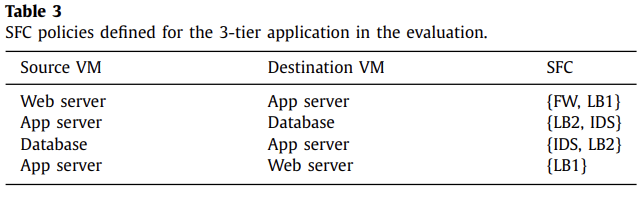 Table 3
SFC policies defined for the 3-tier application in the evaluation.
Source VM Destination VM SFC
Web server App server {FW, LB1}
App server Database {LB2, IDS}
Database App server {IDS, LB2}
App server Web server {LB1}